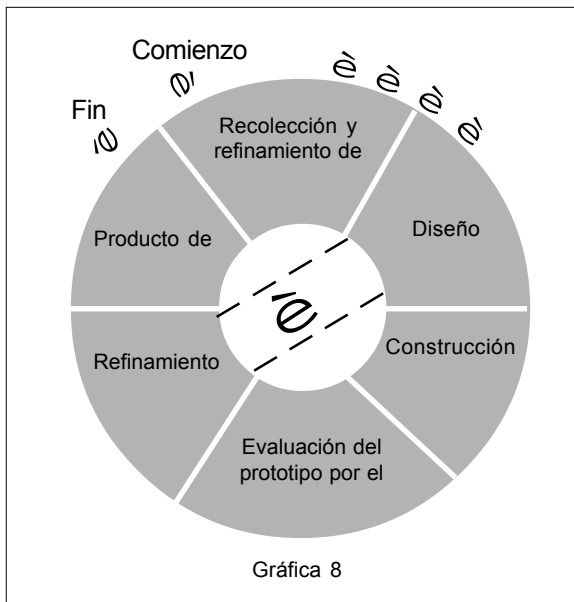 Comienzo
Fin
Recolección y
refinamiento de
Diseño
Construcción
Evaluación del
prototipo por el
Refinamiento
Producto de
é
é
é
é
é
é
é
Gráfica 8